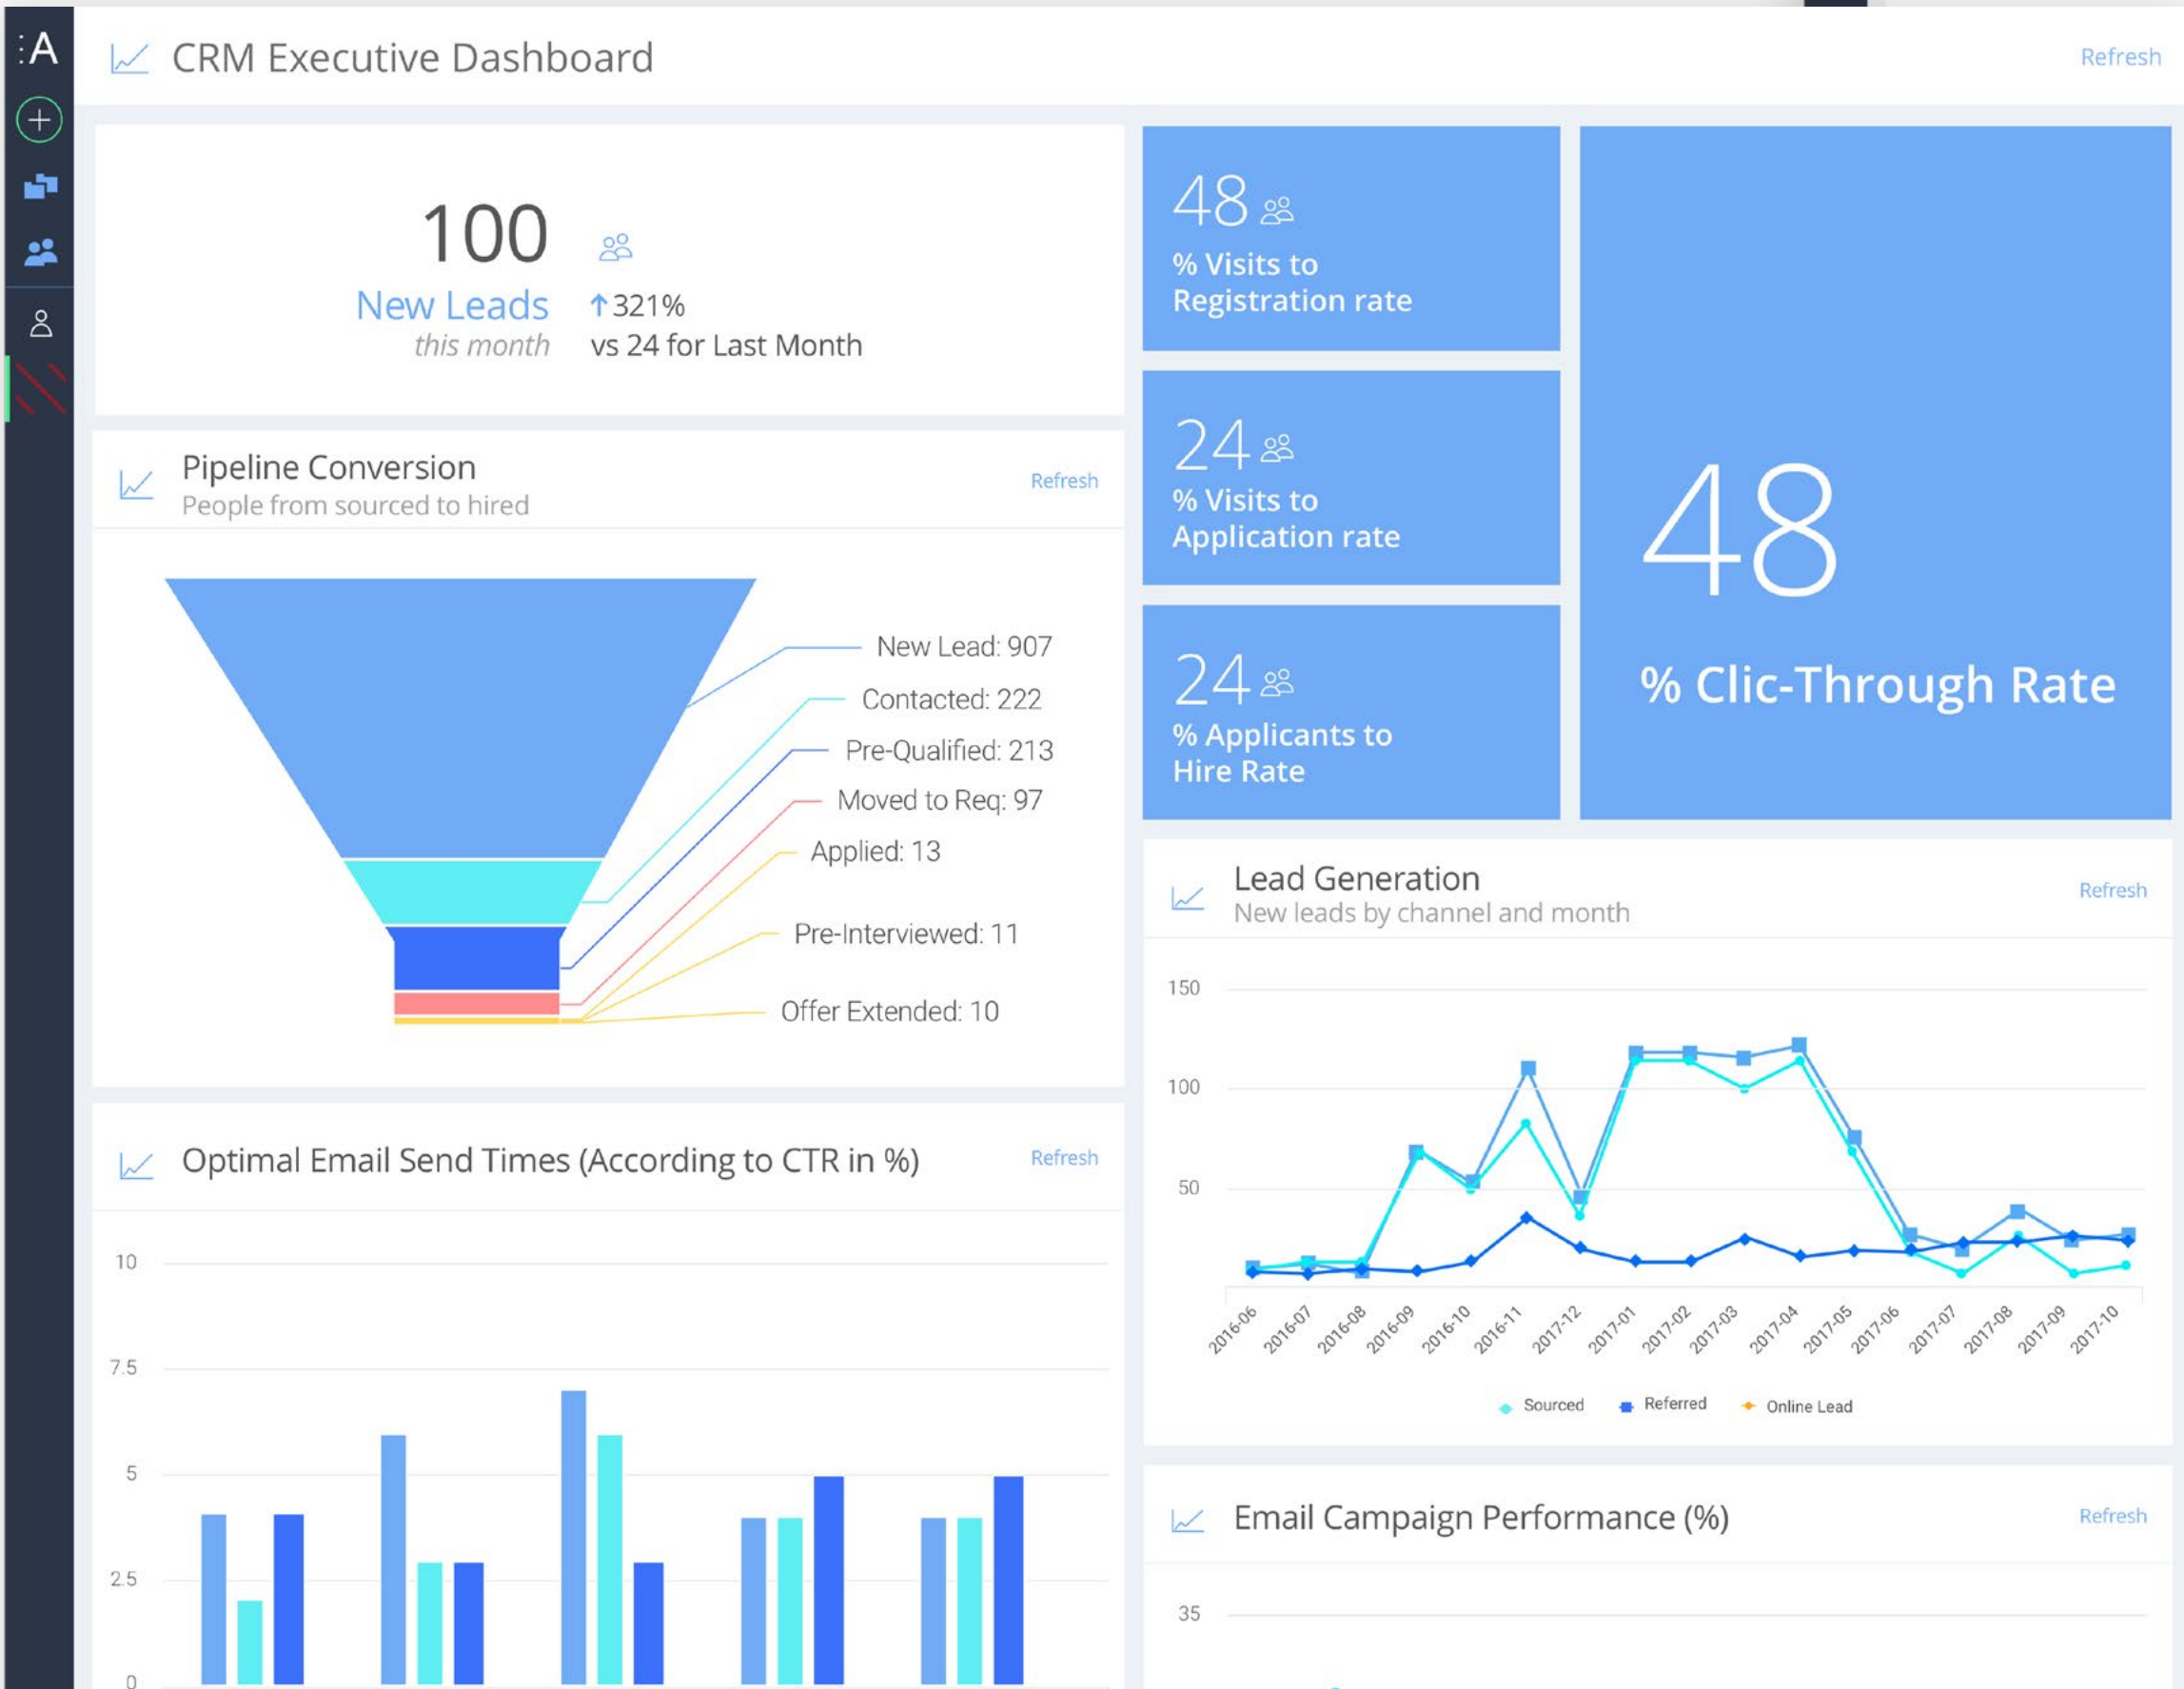 :A
CRM Executive Dashboard
Refresh
100
New Leads
this month
↑321%
vs 24 for Last Month
48
% Visits to
Registration rate
24
% Visits to
Application rate
24
% Applicants to
Hire Rate
48
% Clic-Through Rate
Pipeline Conversion
People from sourced to hired
Refresh
New Lead: 907
Contacted: 222
Pre-Qualified: 213
Moved to Req: 97
Applied: 13
Pre-Interviewed: 11
Offer Extended: 10
Lead Generation
New leads by channel and month
Refresh
150
100
50
2016-06
2016-07
2016-08
2016-09
2016-10
2016-11
2017-12
2017-01
2017-02
2017-03
2017-04
2017-05
2017-06
2017-07
2017-08
2017-09
2017-10
Sourced
Referred
Online Lead
Optimal Email Send Times (According to CTR in %)
Refresh
10
7.5
5
2.5
0
Email Campaign Performance (%)
Refresh
35